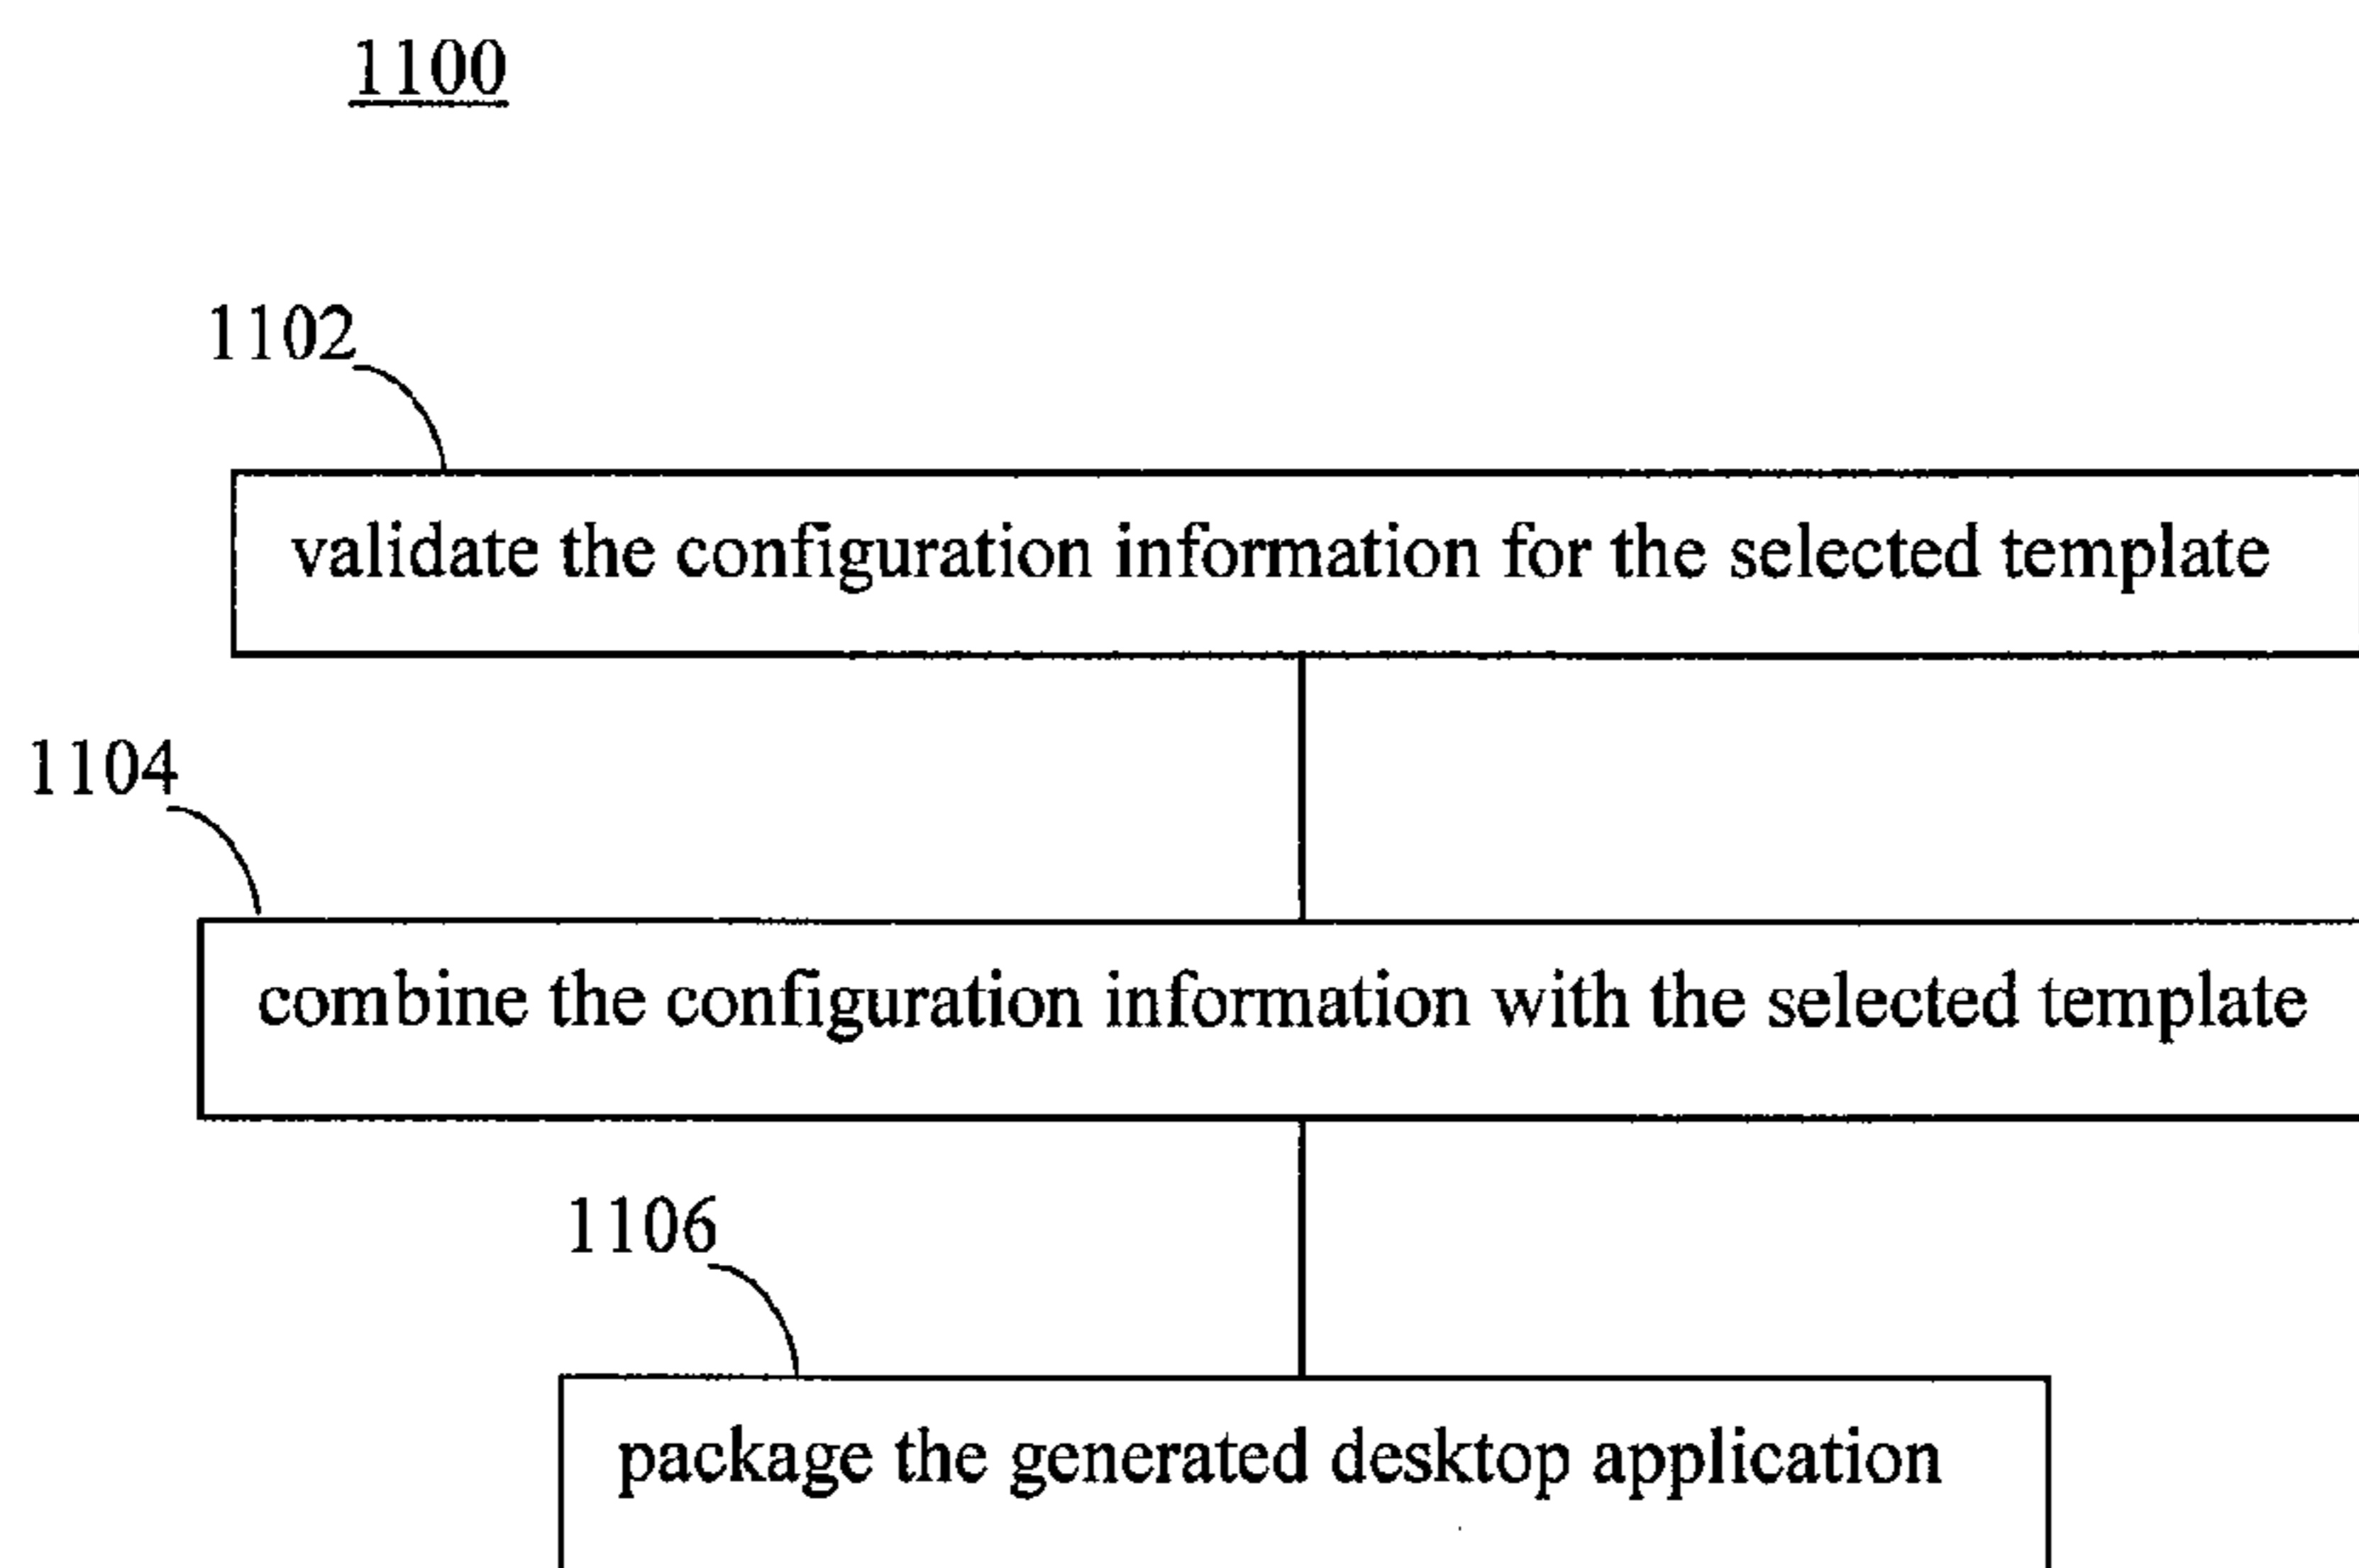 1100
1102
validate the configuration information for the selected template
1104
combine the configuration information with the selected template
1106
package the generated desktop application